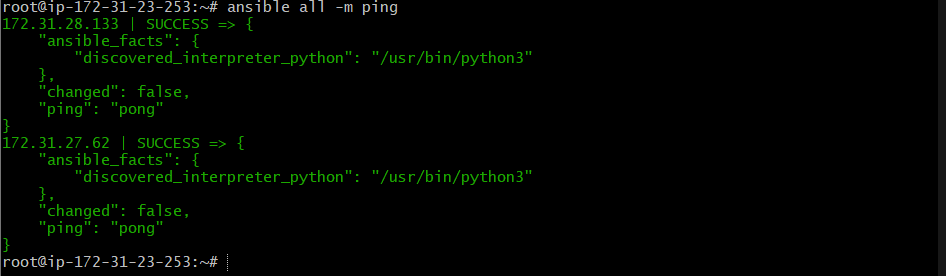 root@ip-172-31-23-253:~# ansible all -m ping
172.31.28.133 | SUCCESS => {
    "ansible_facts": {
        "discovered_interpreter_python": "/usr/bin/python3"
    },
    "changed": false,
    "ping": "pong"
}
172.31.27.62 | SUCCESS => {
    "ansible_facts": {
        "discovered_interpreter_python": "/usr/bin/python3"
    },
    "changed": false,
    "ping": "pong"
}
root@ip-172-31-23-253:~#